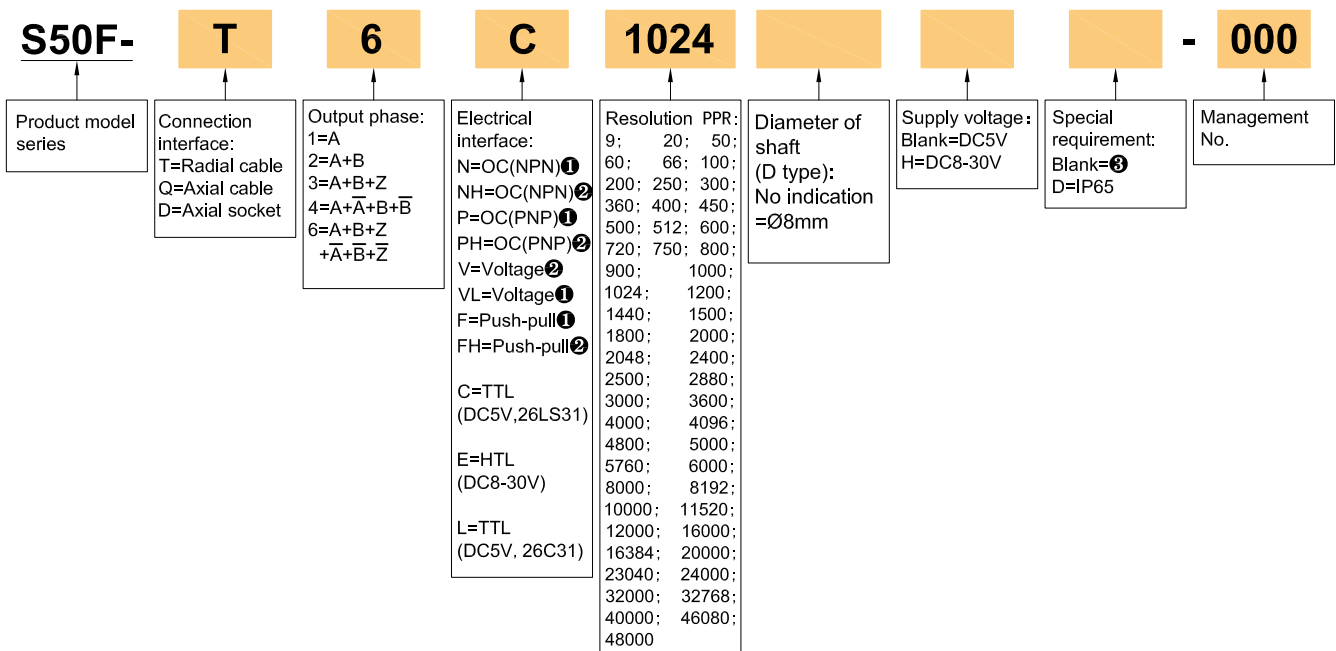 S50F- T 6 C 1024 - 000
Product model
series
Connection
interface:
T=Radial cable
Q=Axial cable
D=Axial socket
Output phase:
1=A
2=A+B
3=A+B+Z
4=A+A̅+B+B̅
6=A+B+Z
+A̅+B̅+Z̅
Electrical
interface:
N=OC(NPN)❶
NH=OC(NPN)❷
P=OC(PNP)❶
PH=OC(PNP)❷
V=Voltage❷
VL=Voltage❶
F=Push-pull❶
FH=Push-pull❷
C=TTL
(DC5V,26LS31)
E=HTL
(DC8-30V)
L=TTL
(DC5V, 26C31)
Resolution PPR:
9; 20; 50;
60; 66; 100;
200; 250; 300;
360; 400; 450;
500; 512; 600;
720; 750; 800;
900; 1000;
1024; 1200;
1440; 1500;
1800; 2000;
2048; 2400;
2500; 2880;
3000; 3600;
4000; 4096;
4800; 5000;
5760; 6000;
8000; 8192;
10000; 11520;
12000; 16000;
16384; 20000;
23040; 24000;
32000; 32768;
40000; 46080;
48000
Diameter of
shaft
(D type):
No indication
=Ø8mm
Supply voltage:
Blank=DC5V
H=DC8-30V
Special
requirement:
Blank=❸
D=IP65
Management
No.